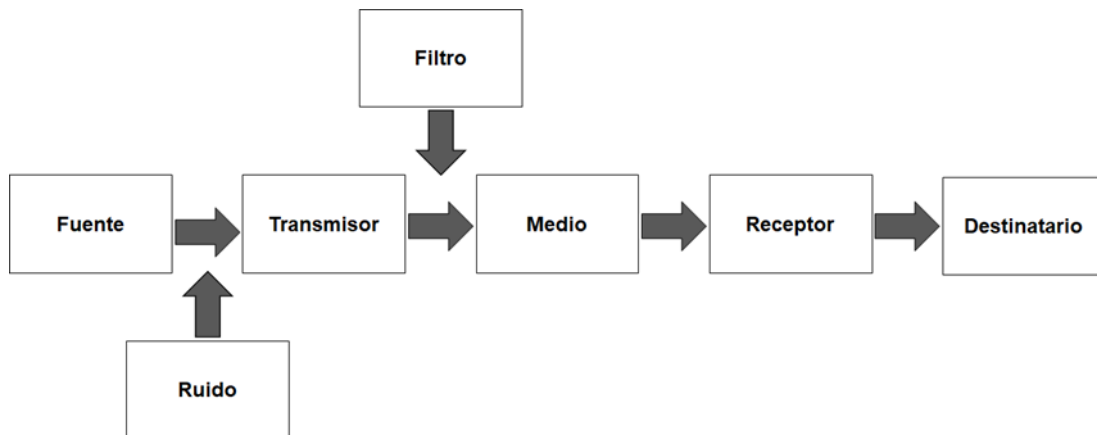 Filtro
Fuente
Transmisor
Medio
Receptor
Destinatario
Ruido